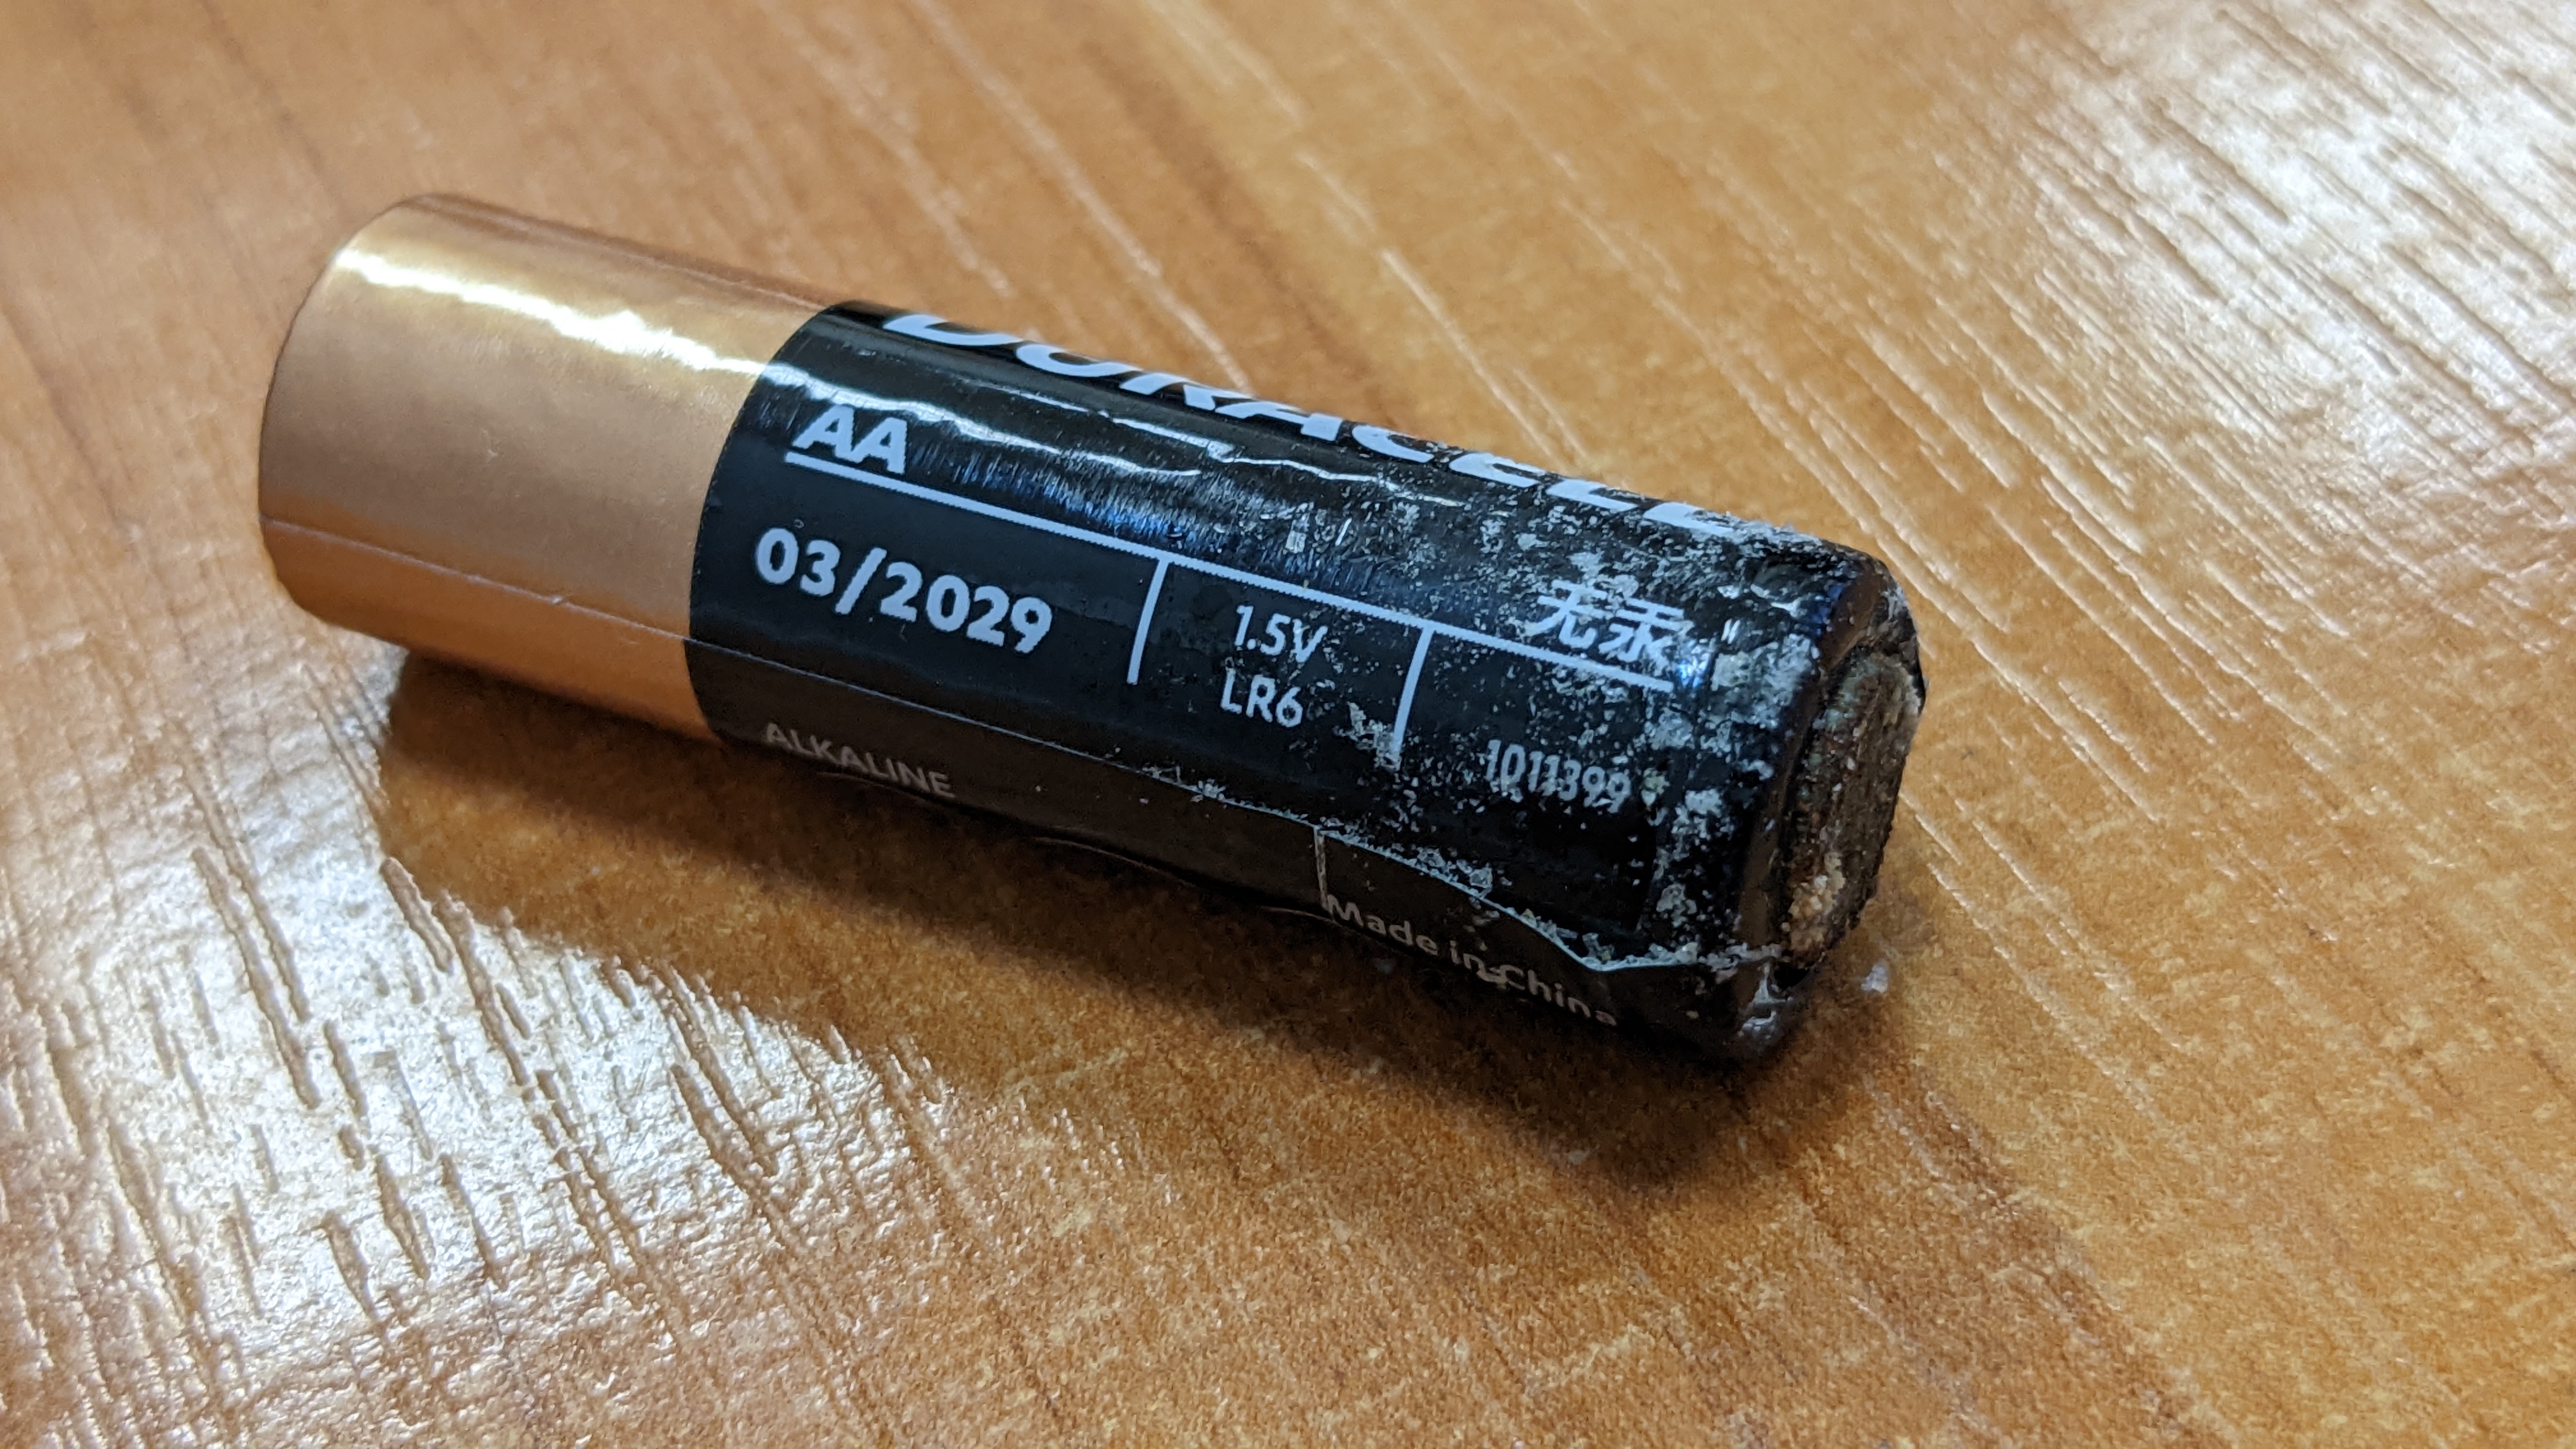 DURACELL
AA
无汞
03/2029
1.5V
LR6
1011399
ALKALINE
Made in China